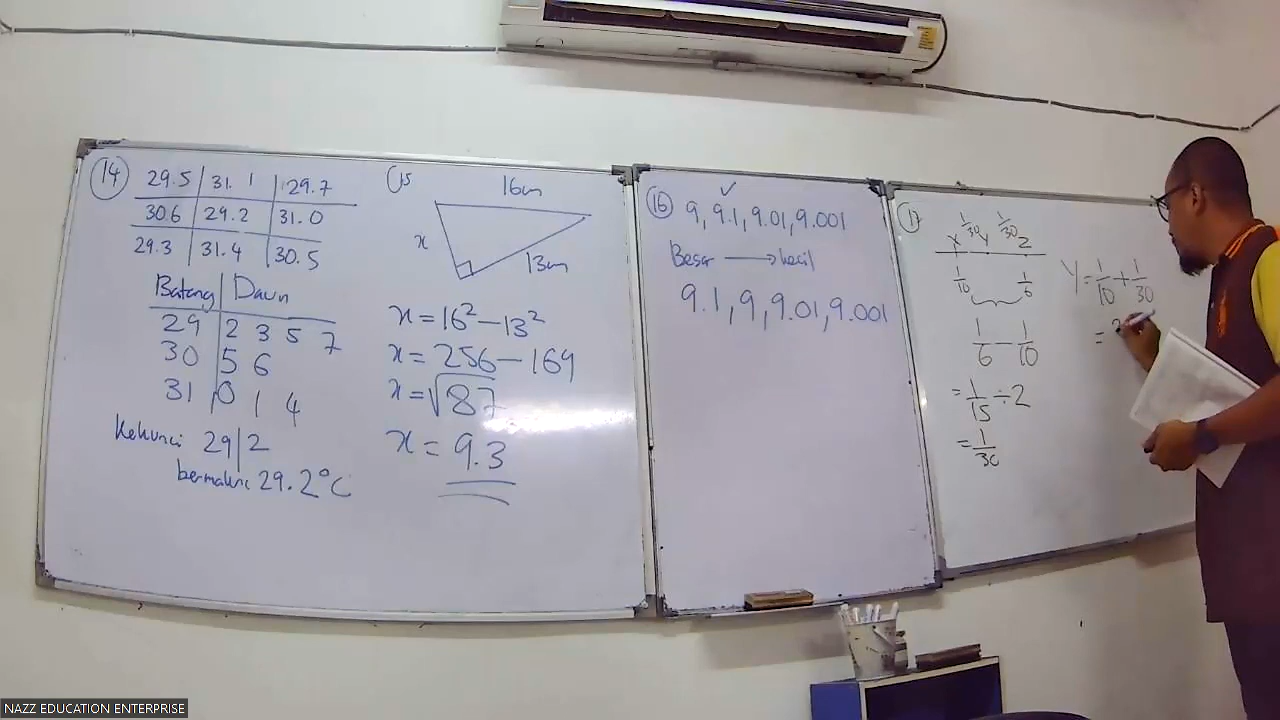 14
29.5 | 31.1 | 29.7
30.6 | 29.2 | 31.0
29.3 | 31.4 | 30.5
Batang | Daun
29 | 2 3 5 7
30 | 5 6
31 | 0 1 4
kekunci 29|2
bermakna 29.2°C
15
16cm
x
13cm
x = 16² - 13²
x = 256 - 169
x = √87
x = 9.3
16
9, 9.1, 9.01, 9.001
✓
Besar → kecil
9.1, 9, 9.01, 9.001
17
1/30 1/30
x y z
1/10 1/6
1/6 - 1/10
= 1/15 ÷ 2
= 1/30
Y = 1/10 + 1/30
=
NAZZ EDUCATION ENTERPRISE